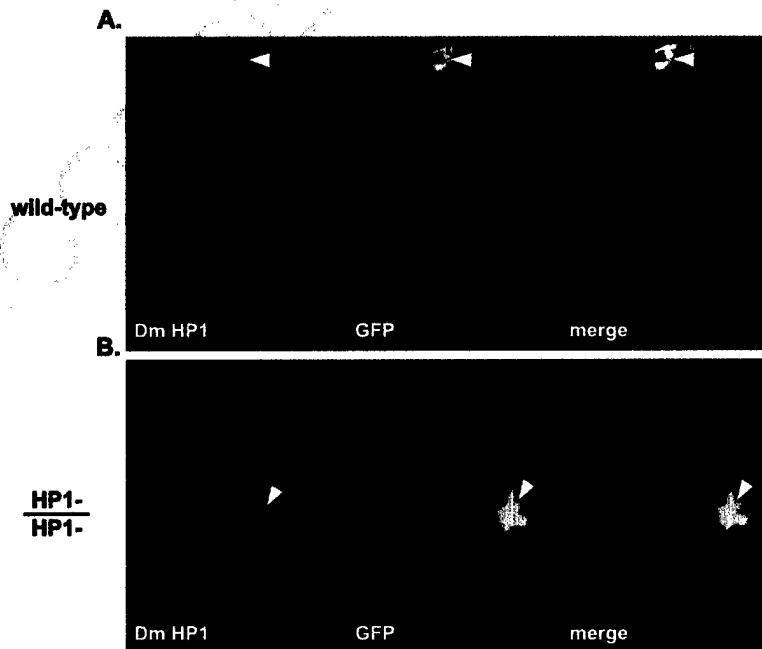 A.
wild-type
Dm HP1 GFP merge
B.
HP1-
HP1-
Dm HP1 GFP merge